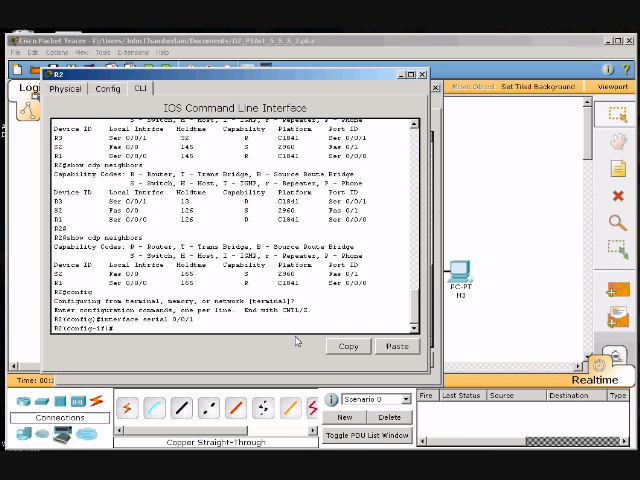 Cisco Packet Tracer - C:/Users/John Chamberlain/Documents/D2_PTAct_5_5_5_2.pka
File Edit Options View Tools Extensions Help
R2
Move Object: Set Tiled Background Viewport
Physical Config CLI
IOS Command Line Interface
S - Switch, H - Host, I - IGMP, r - Repeater, P - Phone
Device ID Local Intrfce Holdtme Capability Platform Port ID
R3 Ser 0/0/1 32 R C1841 Ser 0/0/1
S2 Fas 0/0 145 S 2960 Fas 0/1
R1 Ser 0/0/0 145 R C1841 Ser 0/0/0
R2#show cdp neighbors
Capability Codes: R - Router, T - Trans Bridge, B - Source Route Bridge
S - Switch, H - Host, I - IGMP, r - Repeater, P - Phone
Device ID Local Intrfce Holdtme Capability Platform Port ID
R3 Ser 0/0/1 13 R C1841 Ser 0/0/1
S2 Fas 0/0 126 S 2960 Fas 0/1
R1 Ser 0/0/0 126 R C1841 Ser 0/0/0
R2#
R2#show cdp neighbors
Capability Codes: R - Router, T - Trans Bridge, B - Source Route Bridge
S - Switch, H - Host, I - IGMP, r - Repeater, P - Phone
Device ID Local Intrfce Holdtme Capability Platform Port ID
S2 Fas 0/0 165 S 2960 Fas 0/1
R1 Ser 0/0/0 165 R C1841 Ser 0/0/0
R2#config
Configuring from terminal, memory, or network [terminal]?
Enter configuration commands, one per line. End with CNTL/Z.
R2(config)#interface serial 0/0/1
R2(config-if)#
Copy Paste
PC-PT
H3
Realtime
Connections
Copper Straight-Through
Scenario 0
New Delete
Toggle PDU List Window
Fire Last Status Source Destination Type